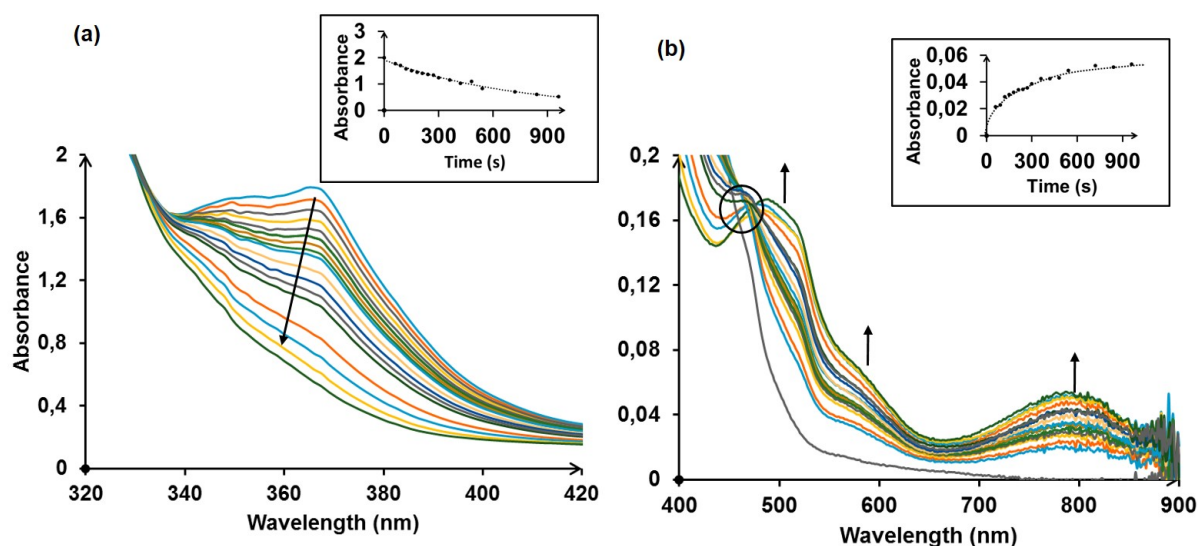 (a)
Absorbance
3
2
1
0
0 300 600 900
Time (s)
Absorbance
2
1,6
1,2
0,8
0,4
0
320 340 360 380 400 420
Wavelength (nm)
(b)
Absorbance
0,06
0,04
0,02
0
0 300 600 900
Time (s)
0,2
0,16
0,12
0,08
0,04
0
400 500 600 700 800 900
Wavelength (nm)